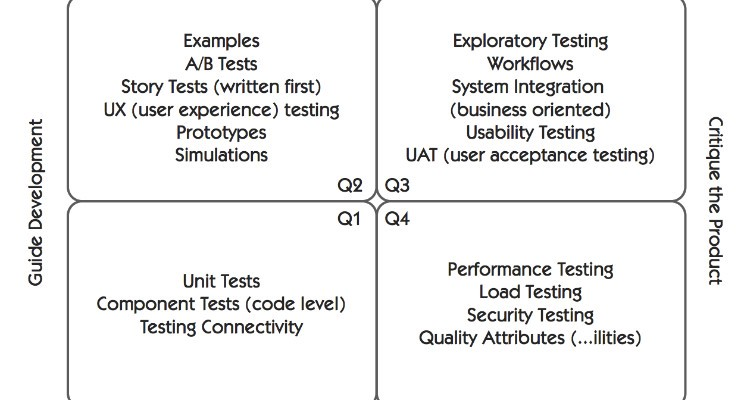 Guide Development
Examples
A/B Tests
Story Tests (written first)
UX (user experience) testing
Prototypes
Simulations
Q2
Exploratory Testing
Workflows
System Integration
(business oriented)
Usability Testing
UAT (user acceptance testing)
Q3
Q1
Unit Tests
Component Tests (code level)
Testing Connectivity
Q4
Performance Testing
Load Testing
Security Testing
Quality Attributes (...ilities)
Critique the Product